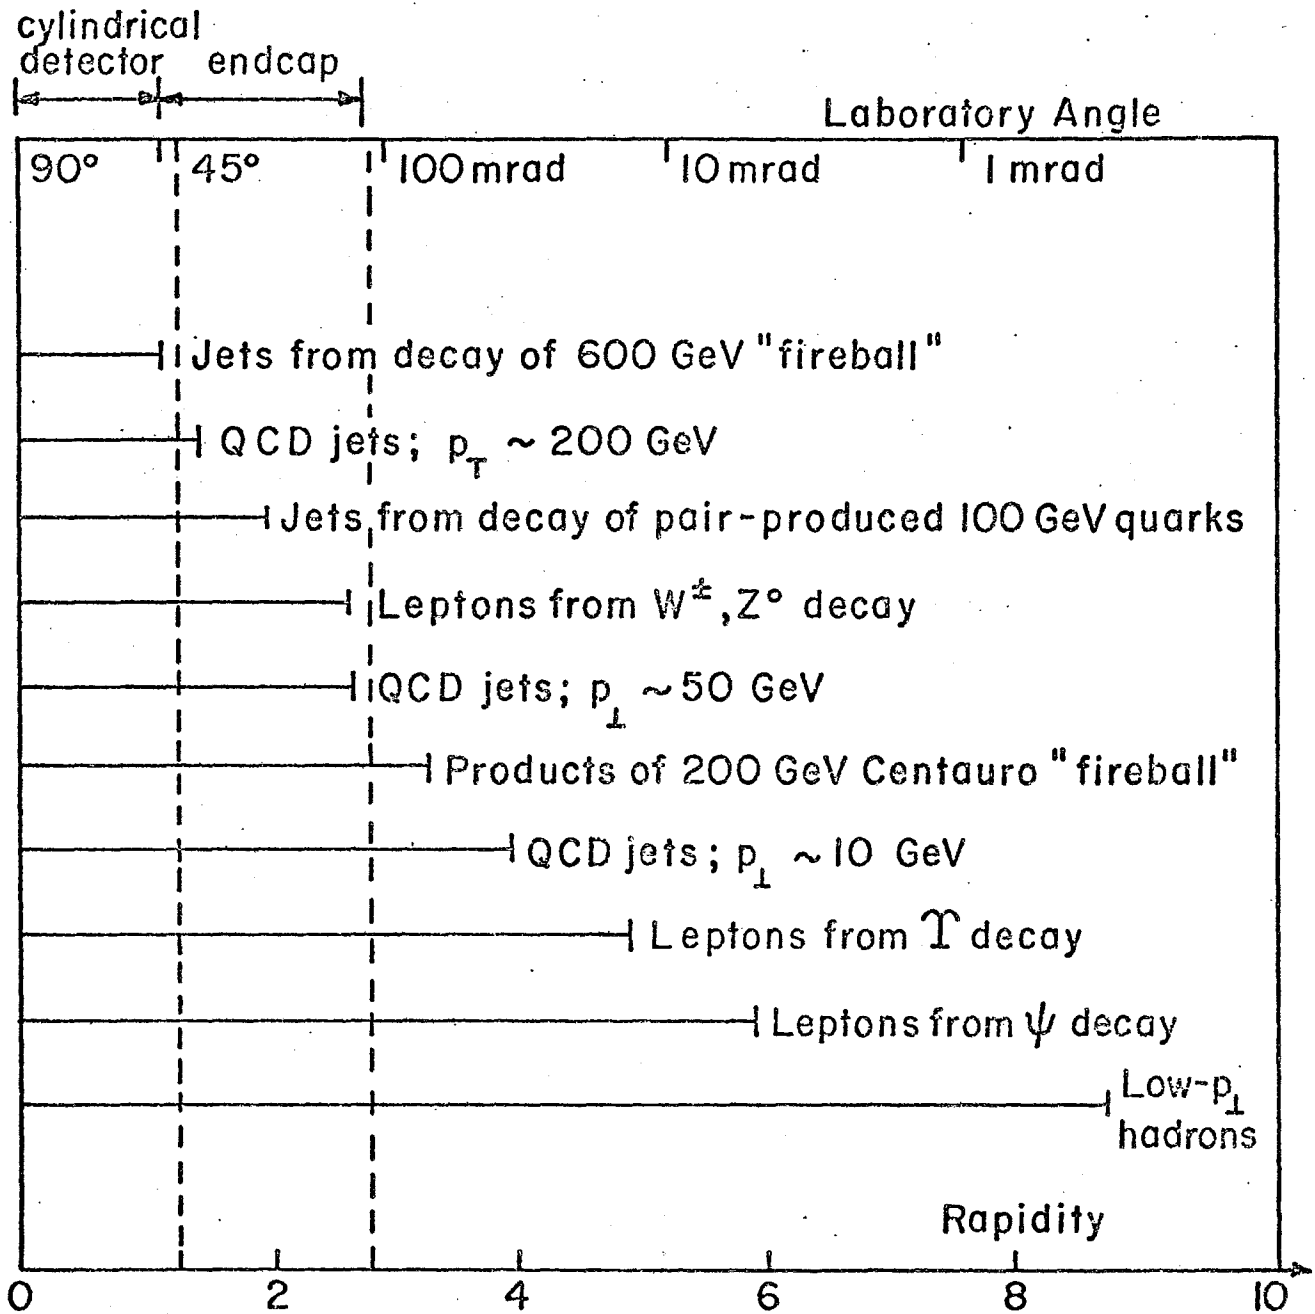 cylindrical
detector endcap
Laboratory Angle
90° 45° 100 mrad 10 mrad 1 mrad
Jets from decay of 600 GeV "fireball"
QCD jets; p_T ~ 200 GeV
Jets from decay of pair-produced 100 GeV quarks
Leptons from W±, Z° decay
QCD jets; p⊥ ~ 50 GeV
Products of 200 GeV Centauro "fireball"
QCD jets; p⊥ ~ 10 GeV
Leptons from ϒ decay
Leptons from ψ decay
Low-p⊥
hadrons
Rapidity
0 2 4 6 8 10